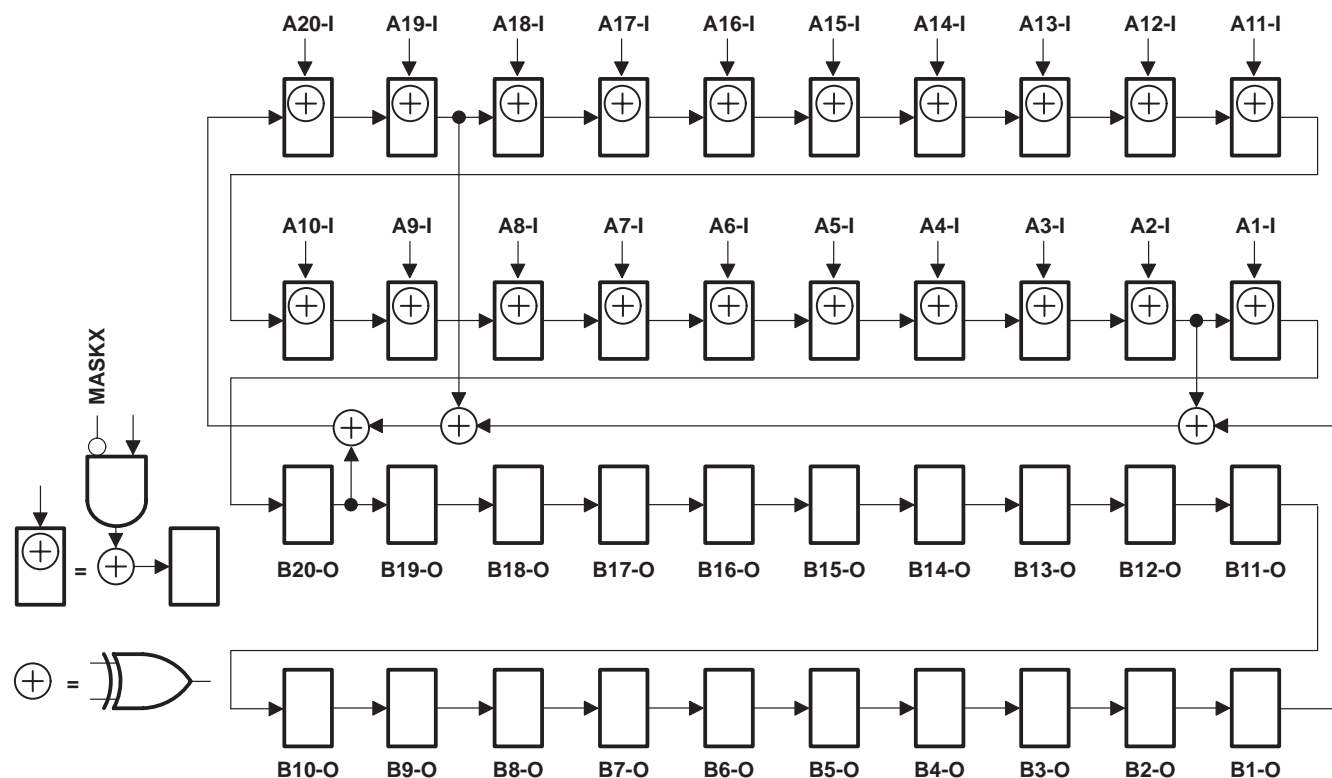 A20-I A19-I A18-I A17-I A16-I A15-I A14-I A13-I A12-I A11-I
A10-I A9-I A8-I A7-I A6-I A5-I A4-I A3-I A2-I A1-I
MASKX
B20-O B19-O B18-O B17-O B16-O B15-O B14-O B13-O B12-O B11-O
=
=
B10-O B9-O B8-O B7-O B6-O B5-O B4-O B3-O B2-O B1-O